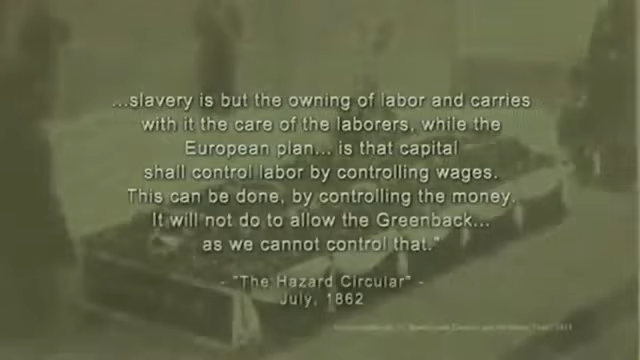 ...slavery is but the owning of labor and carries
with it the care of the laborers, while the
European plan... is that capital
shall control labor by controlling wages.
This can be done, by controlling the money.
It will not do to allow the Greenback...
as we cannot control that."
- "The Hazard Circular" -
July, 1862